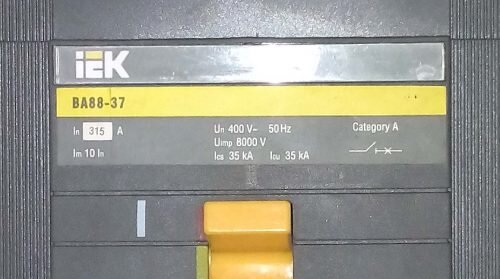 iEK
BA88-37
In 315 A
Im 10 In
Un 400 V~ 50 Hz
Uimp 8000 V
Ics 35 kA Icu 35 kA
Category A